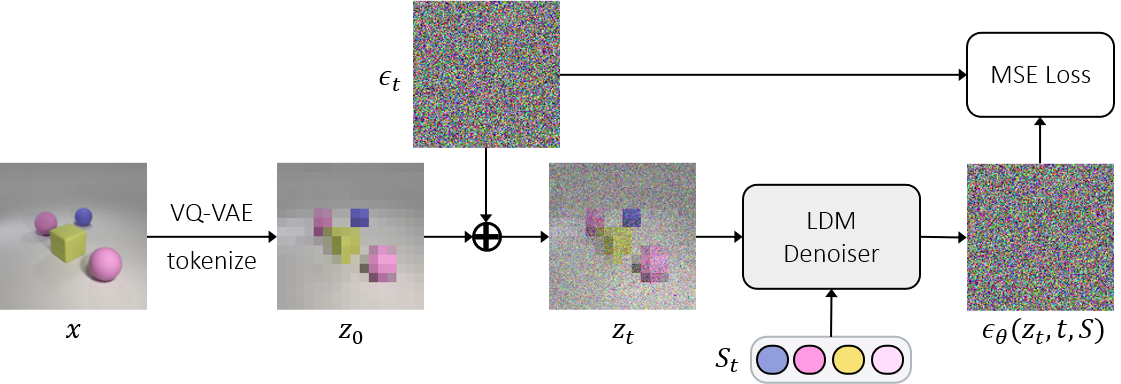 ϵ_t
MSE Loss
VQ-VAE
tokenize
LDM
Denoiser
x
z_0
z_t
ϵ_θ(z_t, t, S)
S_t